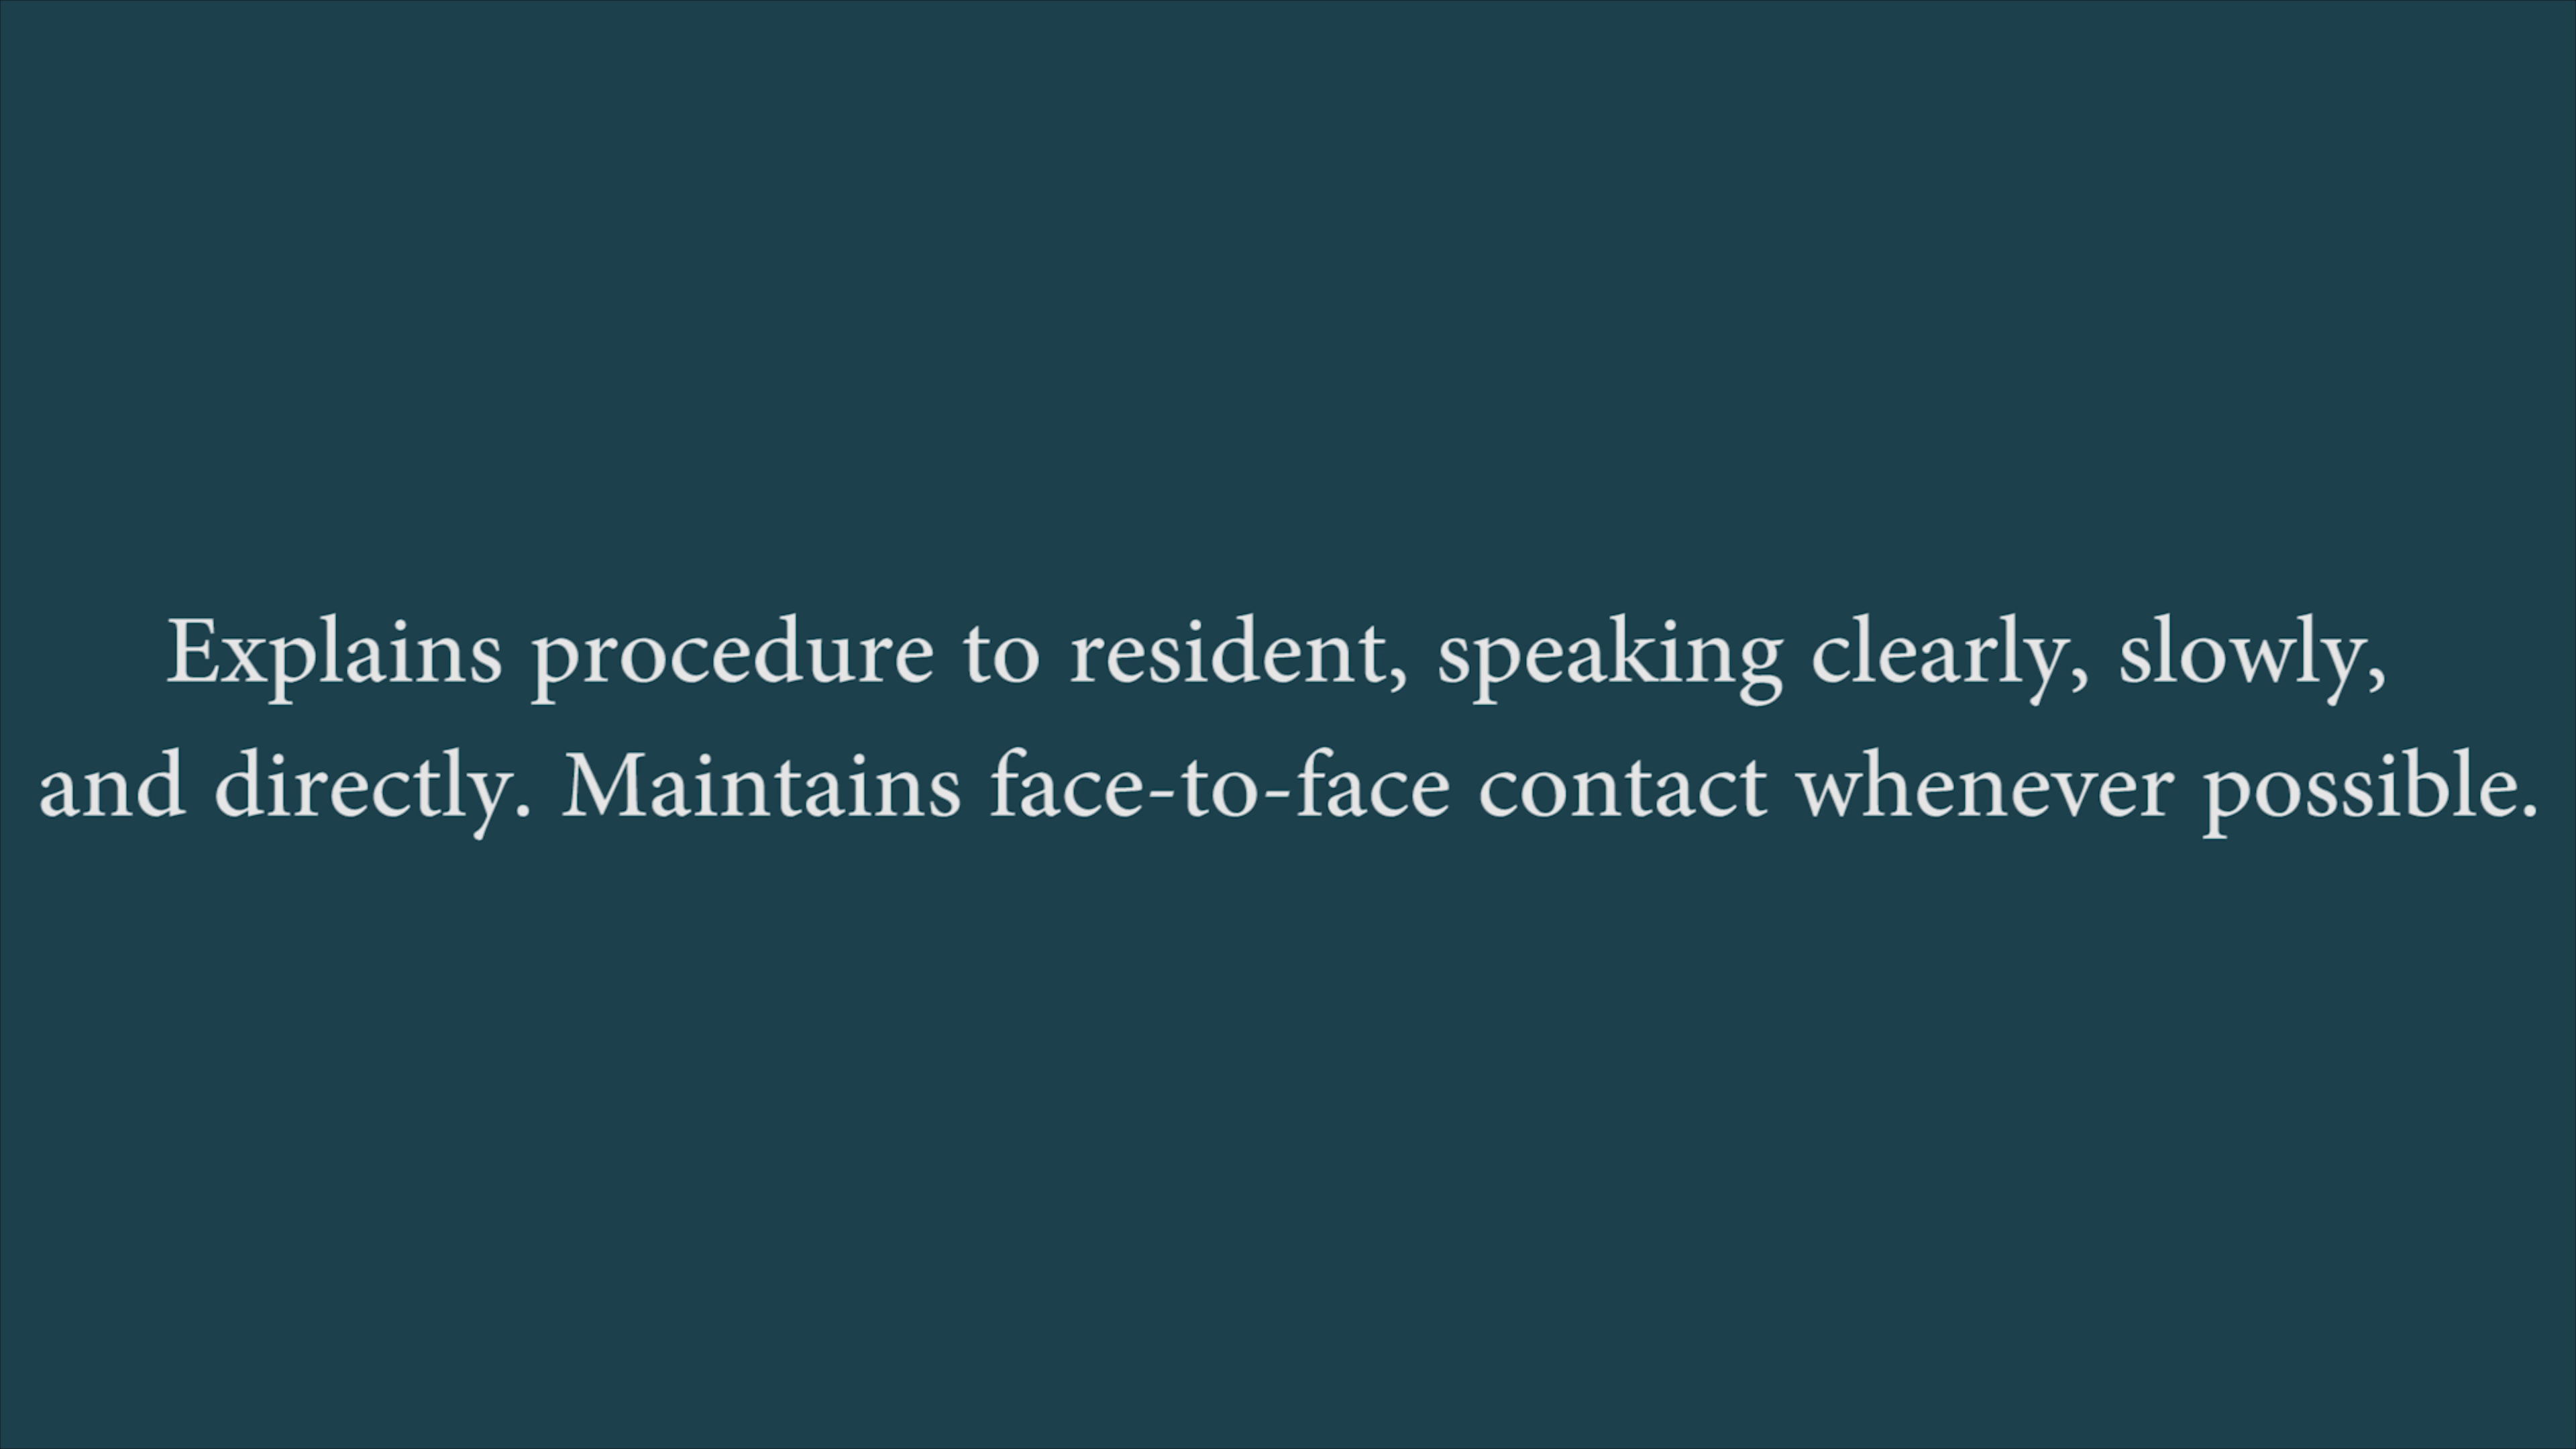 Explains procedure to resident, speaking clearly, slowly,
and directly. Maintains face-to-face contact whenever possible.